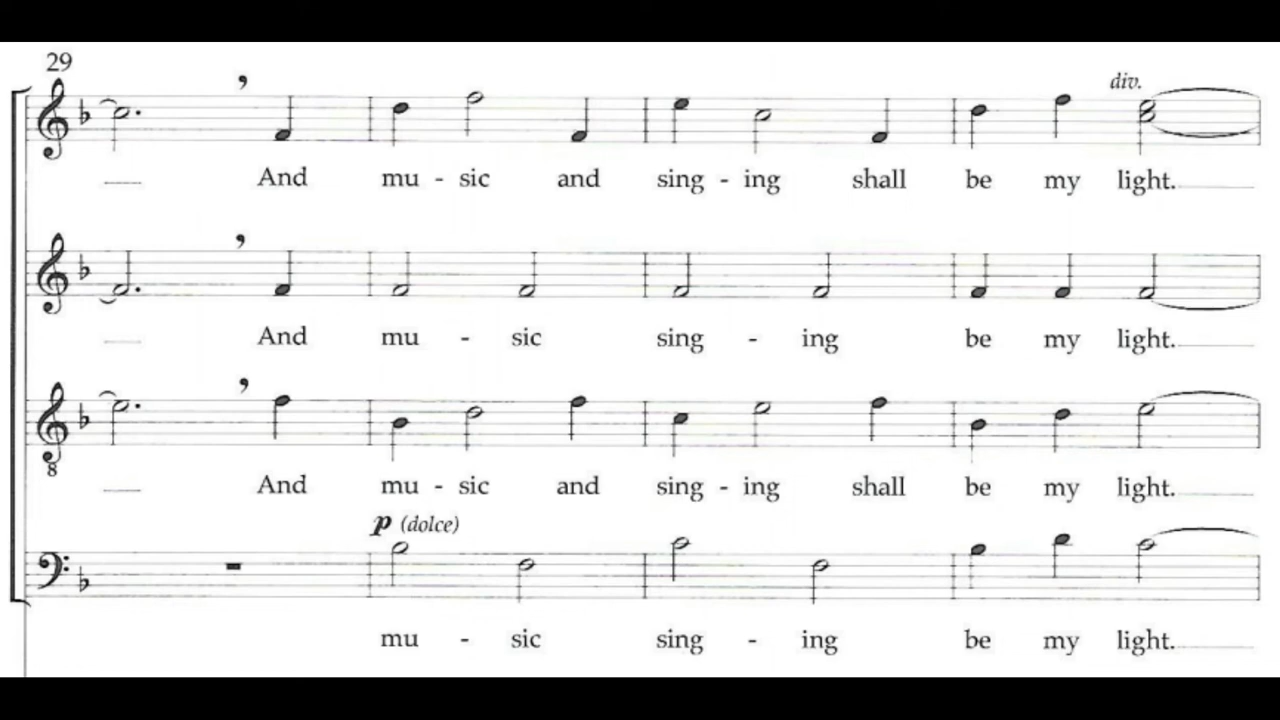 29
div.
And mu - sic and sing - ing shall be my light.
And mu - sic sing - ing be my light.
8
And mu - sic and sing - ing shall be my light.
p (dolce)
mu - sic sing - ing be my light.